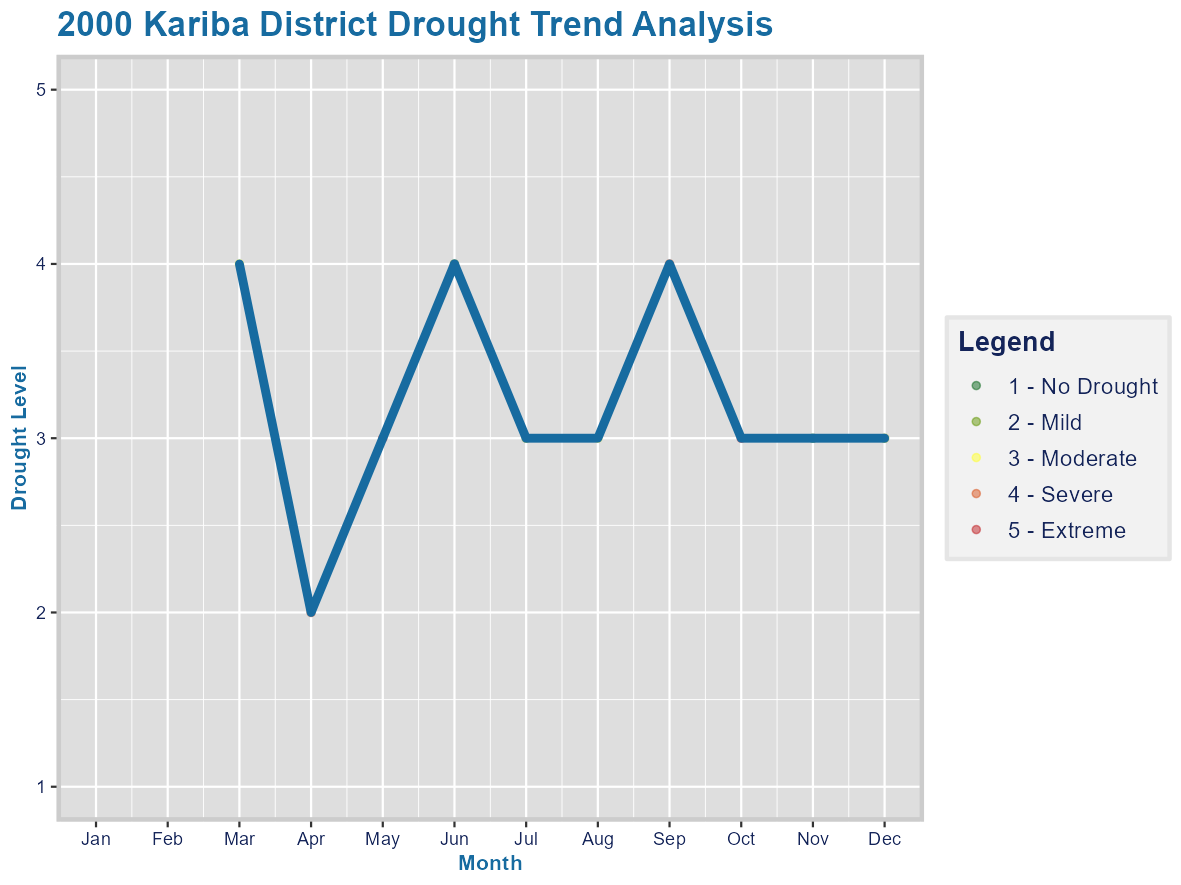 2000 Kariba District Drought Trend Analysis
5
4
3
2
1
Drought Level
Jan Feb Mar Apr May Jun Jul Aug Sep Oct Nov Dec
Month
Legend
1 - No Drought
2 - Mild
3 - Moderate
4 - Severe
5 - Extreme